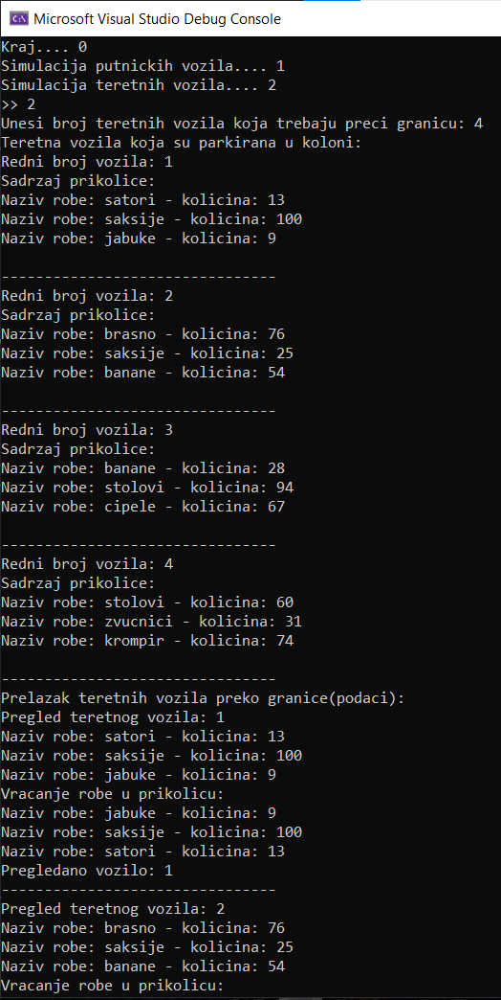 Microsoft Visual Studio Debug Console
Kraj.... 0
Simulacija putnickih vozila.... 1
Simulacija teretnih vozila.... 2
>> 2
Unesi broj teretnih vozila koja trebaju preci granicu: 4
Teretna vozila koja su parkirana u koloni:
Redni broj vozila: 1
Sadrzaj prikolice:
Naziv robe: satori - kolicina: 13
Naziv robe: saksije - kolicina: 100
Naziv robe: jabuke - kolicina: 9
--------------------------------
Redni broj vozila: 2
Sadrzaj prikolice:
Naziv robe: brasno - kolicina: 76
Naziv robe: saksije - kolicina: 25
Naziv robe: banane - kolicina: 54
--------------------------------
Redni broj vozila: 3
Sadrzaj prikolice:
Naziv robe: banane - kolicina: 28
Naziv robe: stolovi - kolicina: 94
Naziv robe: cipele - kolicina: 67
--------------------------------
Redni broj vozila: 4
Sadrzaj prikolice:
Naziv robe: stolovi - kolicina: 60
Naziv robe: zvucnici - kolicina: 31
Naziv robe: krompir - kolicina: 74
--------------------------------
Prelazak teretnih vozila preko granice(podaci):
Pregled teretnog vozila: 1
Naziv robe: satori - kolicina: 13
Naziv robe: saksije - kolicina: 100
Naziv robe: jabuke - kolicina: 9
Vracanje robe u prikolicu:
Naziv robe: jabuke - kolicina: 9
Naziv robe: saksije - kolicina: 100
Naziv robe: satori - kolicina: 13
Pregledano vozilo: 1
--------------------------------
Pregled teretnog vozila: 2
Naziv robe: brasno - kolicina: 76
Naziv robe: saksije - kolicina: 25
Naziv robe: banane - kolicina: 54
Vracanje robe u prikolicu: